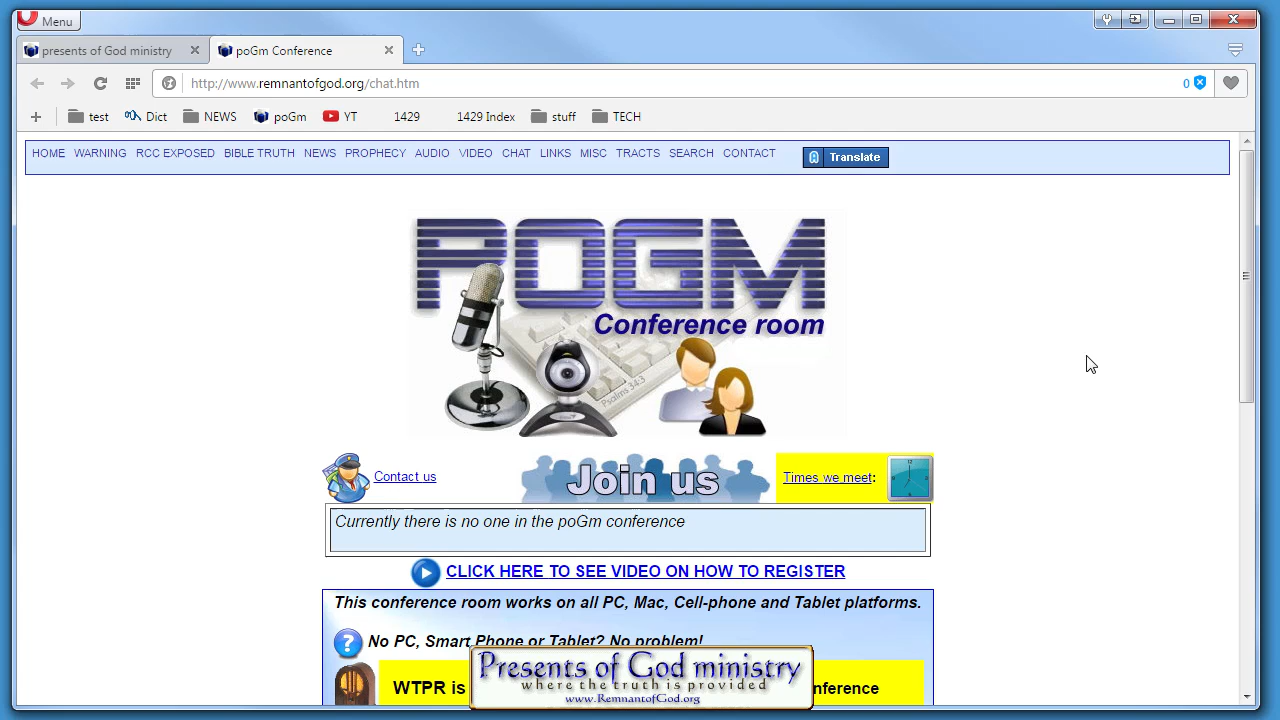 Menu
presents of God ministry
poGm Conference
http://www.remnantofgod.org/chat.htm
0
test
Dict
NEWS
poGm
YT
1429
1429 Index
stuff
TECH
HOME WARNING RCC EXPOSED BIBLE TRUTH NEWS PROPHECY AUDIO VIDEO CHAT LINKS MISC TRACTS SEARCH CONTACT
Translate
POGM
Conference room
Psalms 34:3
Contact us
Join us
Times we meet:
Currently there is no one in the poGm conference
CLICK HERE TO SEE VIDEO ON HOW TO REGISTER
This conference room works on all PC, Mac, Cell-phone and Tablet platforms.
No PC, Smart Phone or Tablet? No problem!
WTPR is
nference
Presents of God ministry
where the truth is provided
www.RemnantofGod.org